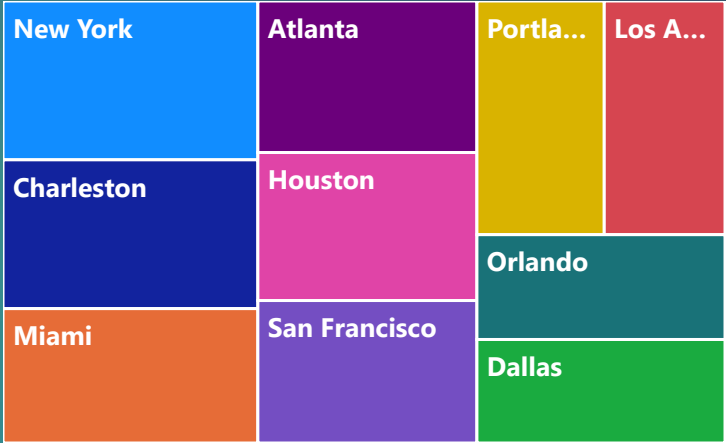 New York
Charleston
Miami
Atlanta
Houston
San Francisco
Portla...
Los A...
Orlando
Dallas